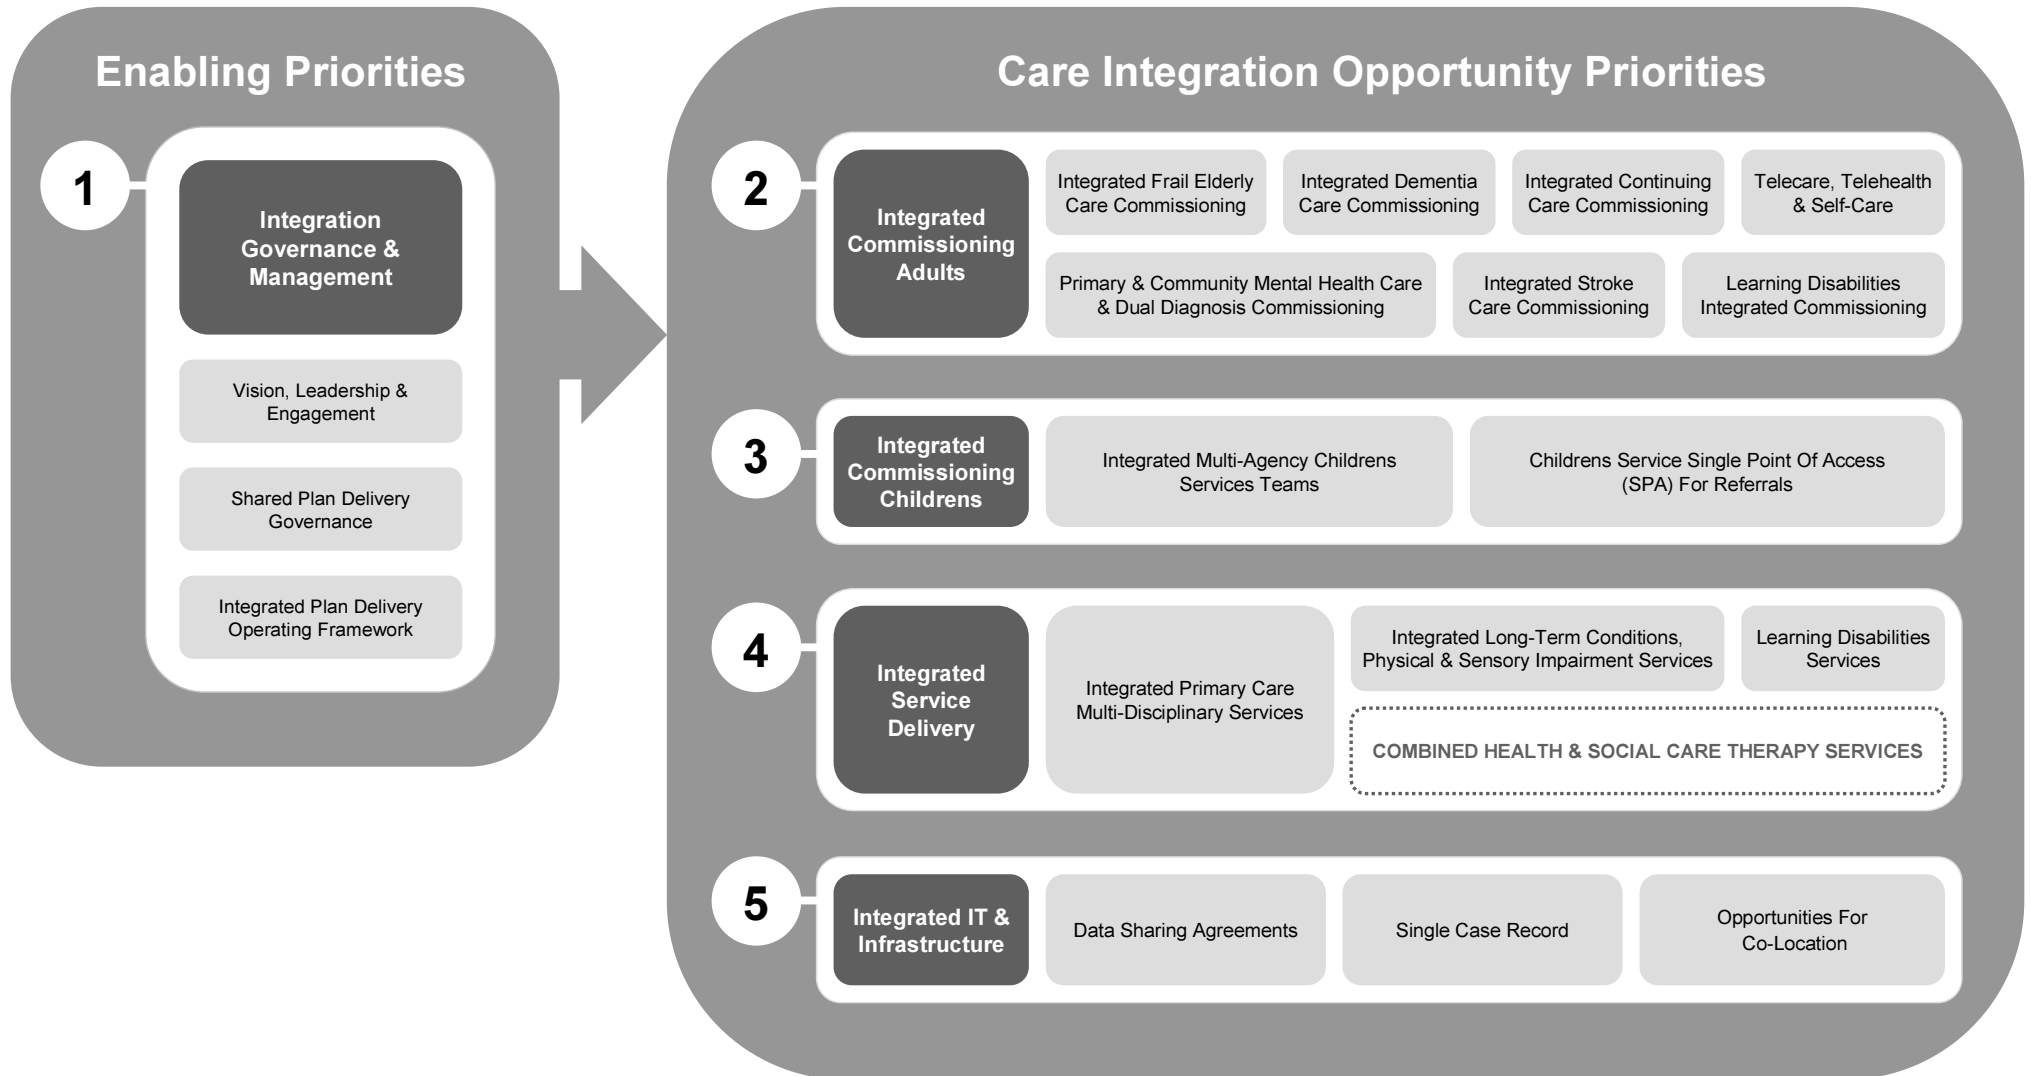 Enabling Priorities
1
Integration
Governance &
Management
Vision, Leadership &
Engagement
Shared Plan Delivery
Governance
Integrated Plan Delivery
Operating Framework
Care Integration Opportunity Priorities
2
Integrated
Commissioning
Adults
Integrated Frail Elderly
Care Commissioning
Integrated Dementia
Care Commissioning
Integrated Continuing
Care Commissioning
Telecare, Telehealth
& Self-Care
Primary & Community Mental Health Care
& Dual Diagnosis Commissioning
Integrated Stroke
Care Commissioning
Learning Disabilities
Integrated Commissioning
3
Integrated
Commissioning
Childrens
Integrated Multi-Agency Childrens
Services Teams
Childrens Service Single Point Of Access
(SPA) For Referrals
4
Integrated
Service
Delivery
Integrated Primary Care
Multi-Disciplinary Services
Integrated Long-Term Conditions,
Physical & Sensory Impairment Services
Learning Disabilities
Services
COMBINED HEALTH & SOCIAL CARE THERAPY SERVICES
5
Integrated IT &
Infrastructure
Data Sharing Agreements
Single Case Record
Opportunities For
Co-Location